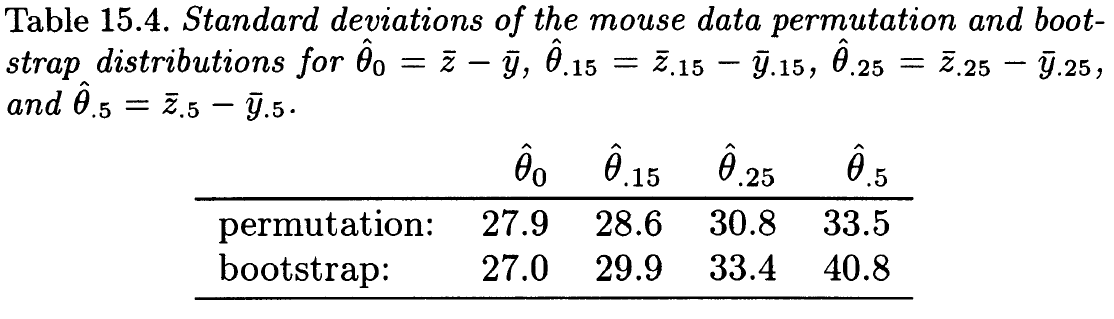 Table 15.4. Standard deviations of the mouse data permutation and boot-
strap distributions for θ̂₀ = z̄ − ȳ, θ̂.₁₅ = z̄.₁₅ − ȳ.₁₅, θ̂.₂₅ = z̄.₂₅ − ȳ.₂₅,
and θ̂.₅ = z̄.₅ − ȳ.₅.
θ̂₀ θ̂.₁₅ θ̂.₂₅ θ̂.₅
permutation: 27.9 28.6 30.8 33.5
bootstrap: 27.0 29.9 33.4 40.8